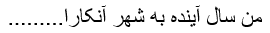 من سال آینده به شهر آنکارا.........